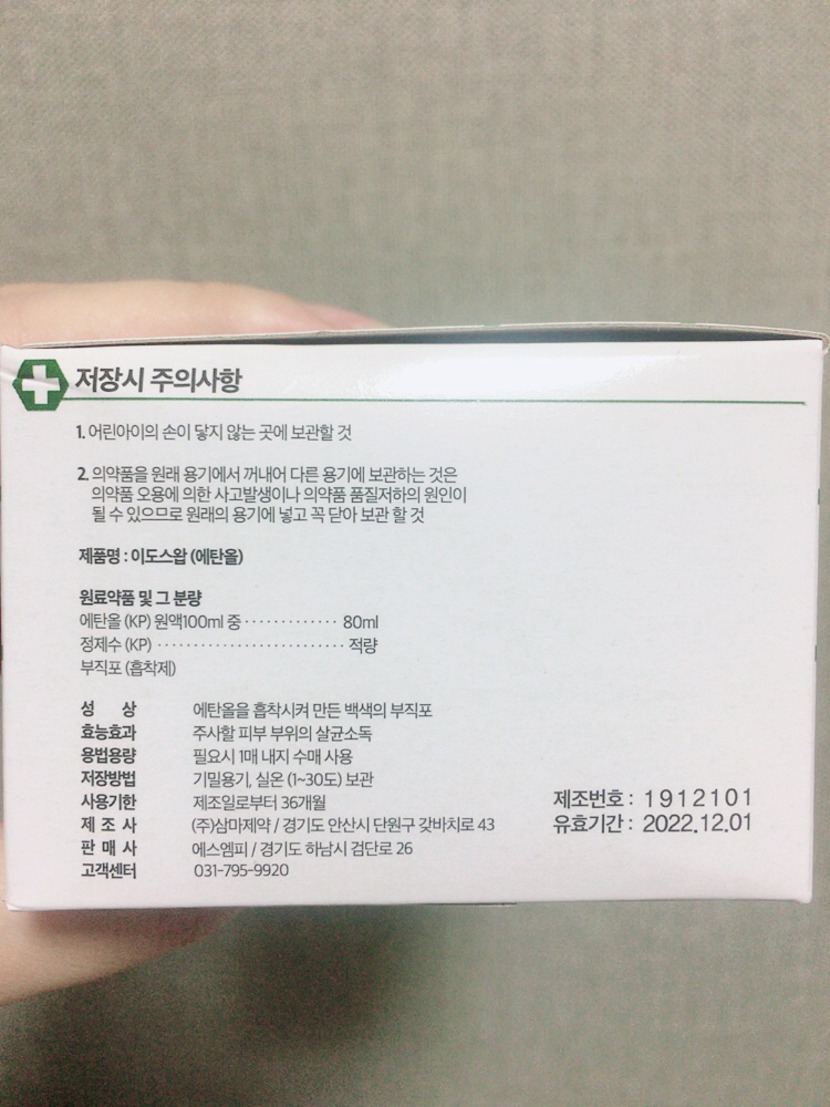 저장시 주의사항
1. 어린아이의 손이 닿지 않는 곳에 보관할 것
2. 의약품을 원래 용기에서 꺼내어 다른 용기에 보관하는 것은
의약품 오용에 의한 사고발생이나 의약품 품질저하의 원인이
될 수 있으므로 원래의 용기에 넣고 꼭 닫아 보관 할 것
제품명 : 이도스왑 (에탄올)
원료약품 및 그 분량
에탄올 (KP) 원액100ml 중 ············· 80ml
정제수 (KP) ························· 적량
부직포 (흡착제)
성 상 에탄올을 흡착시켜 만든 백색의 부직포
효능효과 주사할 피부 부위의 살균소독
용법용량 필요시 1매 내지 수매 사용
저장방법 기밀용기, 실온 (1~30도) 보관
사용기한 제조일로부터 36개월
제 조 사 (주)삼마제약 / 경기도 안산시 단원구 갖바치로 43
판 매 사 에스엠피 / 경기도 하남시 검단로 26
고객센터 031-795-9920
제조번호 : 1912101
유효기간 : 2022.12.01